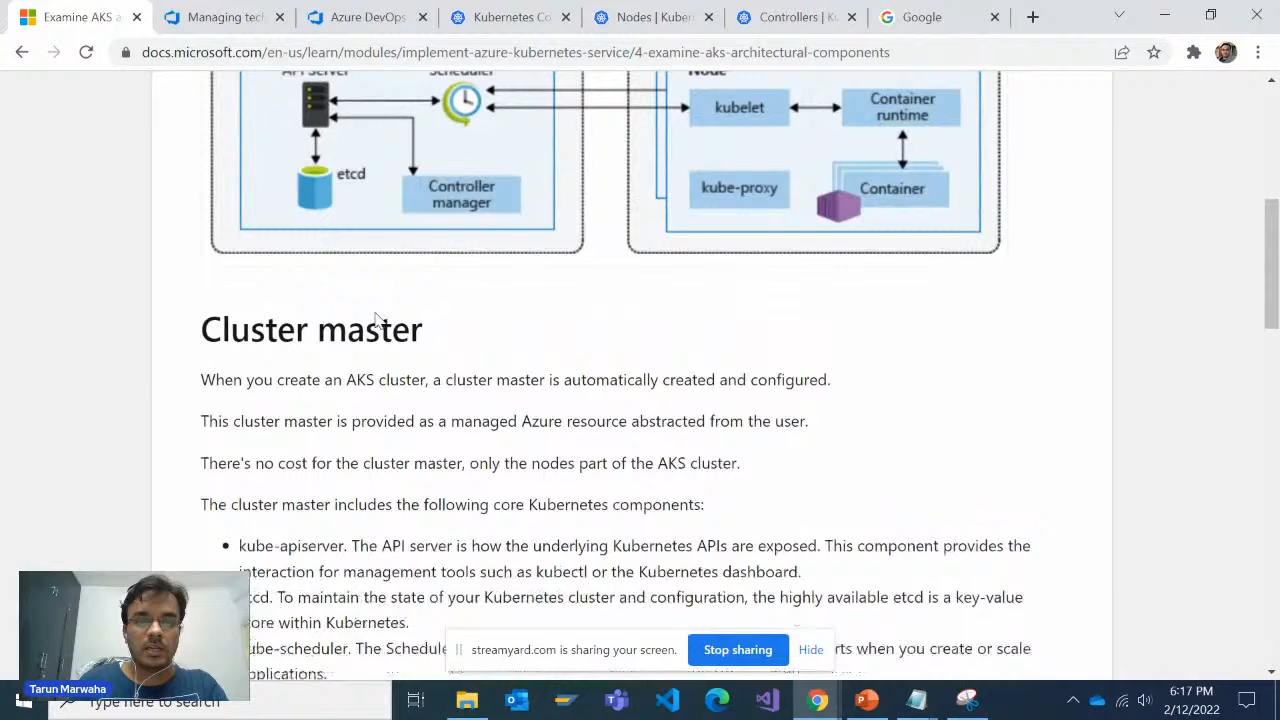 Examine AKS a
Managing tech
Azure DevOps
Kubernetes Co
Nodes | Kuber
Controllers | Ku
Google
docs.microsoft.com/en-us/learn/modules/implement-azure-kubernetes-service/4-examine-aks-architectural-components
API Server
Scheduler
Node
kubelet
Container
runtime
etcd
Controller
manager
kube-proxy
Container
Cluster master
When you create an AKS cluster, a cluster master is automatically created and configured.
This cluster master is provided as a managed Azure resource abstracted from the user.
There's no cost for the cluster master, only the nodes part of the AKS cluster.
The cluster master includes the following core Kubernetes components:
kube-apiserver. The API server is how the underlying Kubernetes APIs are exposed. This component provides the
interaction for management tools such as kubectl or the Kubernetes dashboard.
tcd. To maintain the state of your Kubernetes cluster and configuration, the highly available etcd is a key-value
ore within Kubernetes.
ube-scheduler. The Schedule
rts when you create or scale
pplications.
streamyard.com is sharing your screen.
Stop sharing
Hide
Tarun Marwaha
Type here to search
6:17 PM
2/12/2022